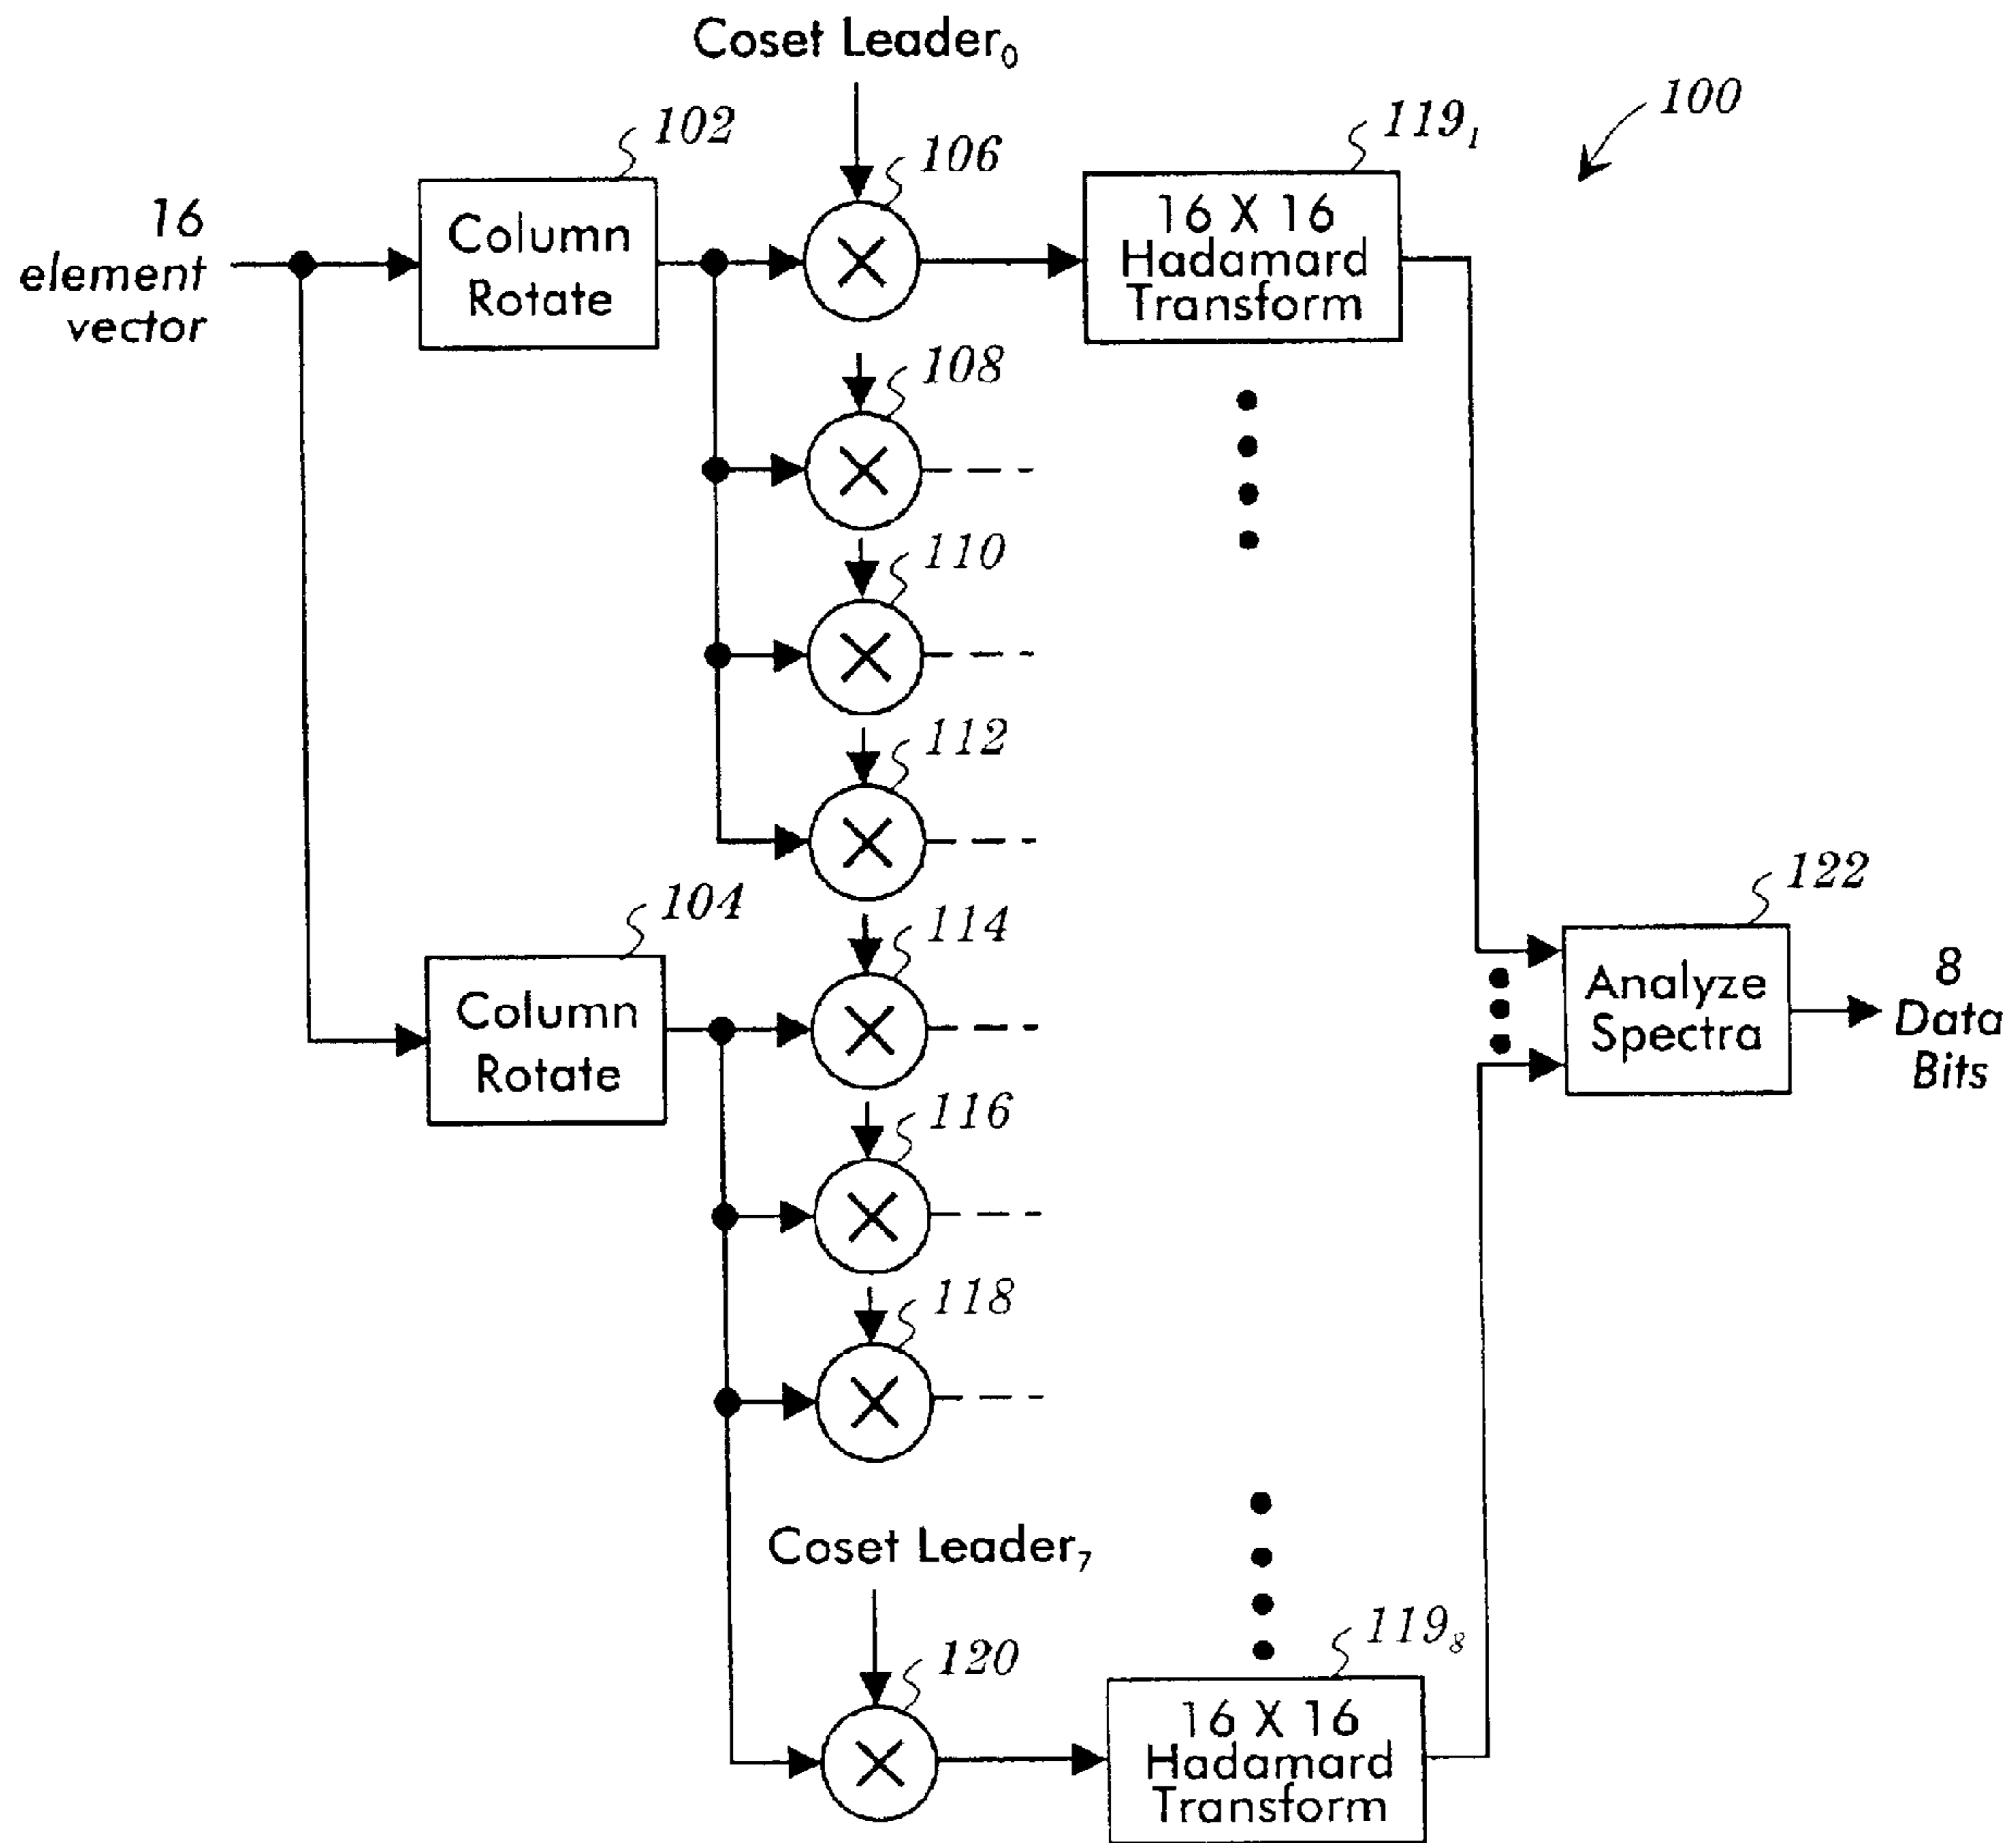 Coset Leader₀
100
102
106
119₁
16
element
vector
Column
Rotate
16 X 16
Hadamard
Transform
108
110
112
104
114
122
Column
Rotate
Analyze
Spectra
8
Data
Bits
116
118
Coset Leader₇
120
119₈
16 X 16
Hadamard
Transform